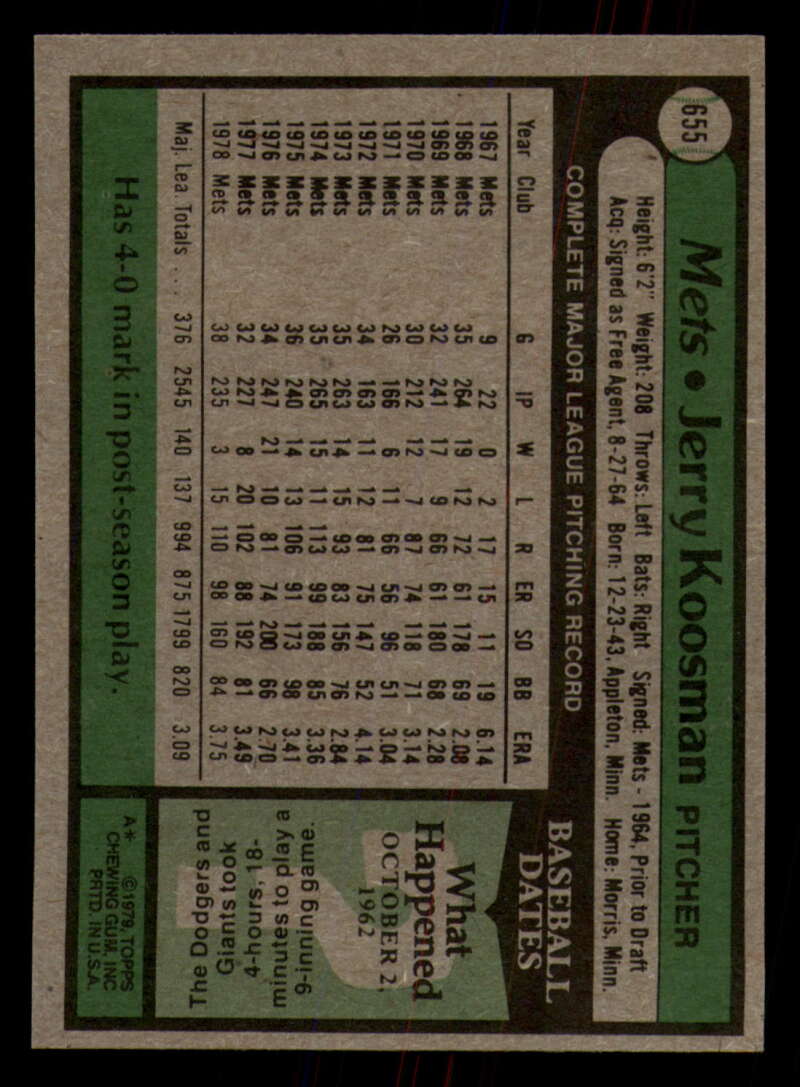 655
Mets • Jerry Koosman PITCHER
Height: 6'2" Weight: 208 Throws: Left Bats: Right Signed: Mets - 1964, Prior to Draft
Acq: Signed as Free Agent, 8-27-64 Born: 12-23-43, Appleton, Minn. Home: Morris, Minn.
COMPLETE MAJOR LEAGUE PITCHING RECORD
Year Club G IP W L R ER SO BB ERA
1967 Mets 9 22 0 2 17 15 11 19 6.14
1968 Mets 35 264 19 12 72 61 178 69 2.08
1969 Mets 32 241 17 9 66 61 180 68 2.28
1970 Mets 30 212 12 7 87 74 118 71 3.14
1971 Mets 26 166 6 11 66 56 96 51 3.04
1972 Mets 34 163 11 12 81 75 147 52 4.14
1973 Mets 35 263 14 15 93 83 156 76 2.84
1974 Mets 35 265 15 11 113 99 188 85 3.36
1975 Mets 36 240 14 13 106 91 173 98 3.41
1976 Mets 34 247 21 10 81 74 200 66 2.70
1977 Mets 32 227 8 20 102 88 192 81 3.49
1978 Mets 38 235 3 15 110 98 160 84 3.75
Maj. Lea. Totals . . . 376 2545 140 137 994 875 1799 820 3.09
Has 4-0 mark in post-season play.
BASEBALL
DATES
What
Happened
OCTOBER 2,
1962
The Dodgers and
Giants took
4-hours, 18-
minutes to play a
9-inning game.
A* ©1979, TOPPS
CHEWING GUM, INC
PRTD. IN U.S.A.